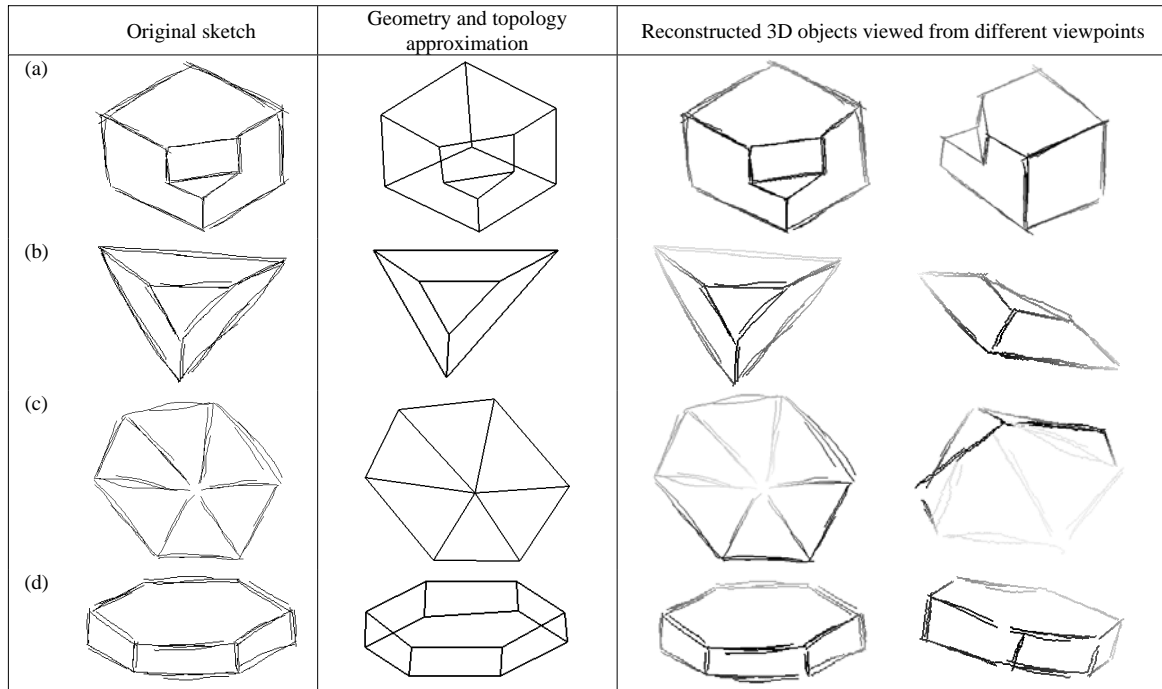 Original sketch
Geometry and topology
approximation
Reconstructed 3D objects viewed from different viewpoints
(a)
(b)
(c)
(d)